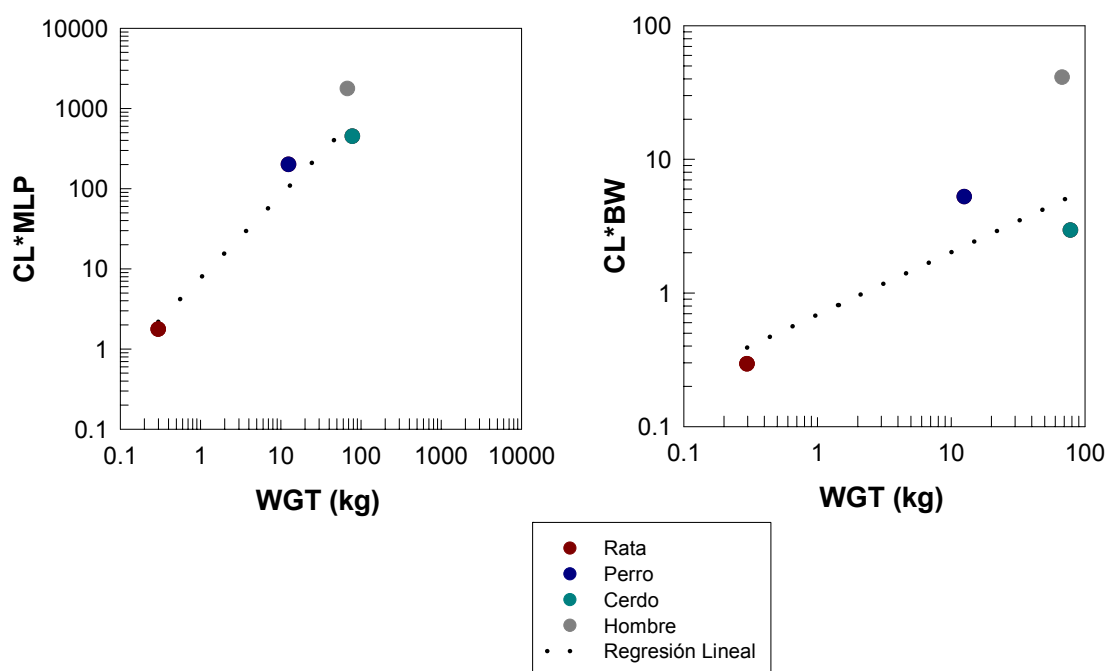 10000
1000
100
10
1
0.1
CL*MLP
0.1 1 10 100 1000 10000
WGT (kg)
100
10
1
0.1
CL*BW
0.1 1 10 100
WGT (kg)
Rata
Perro
Cerdo
Hombre
Regresión Lineal